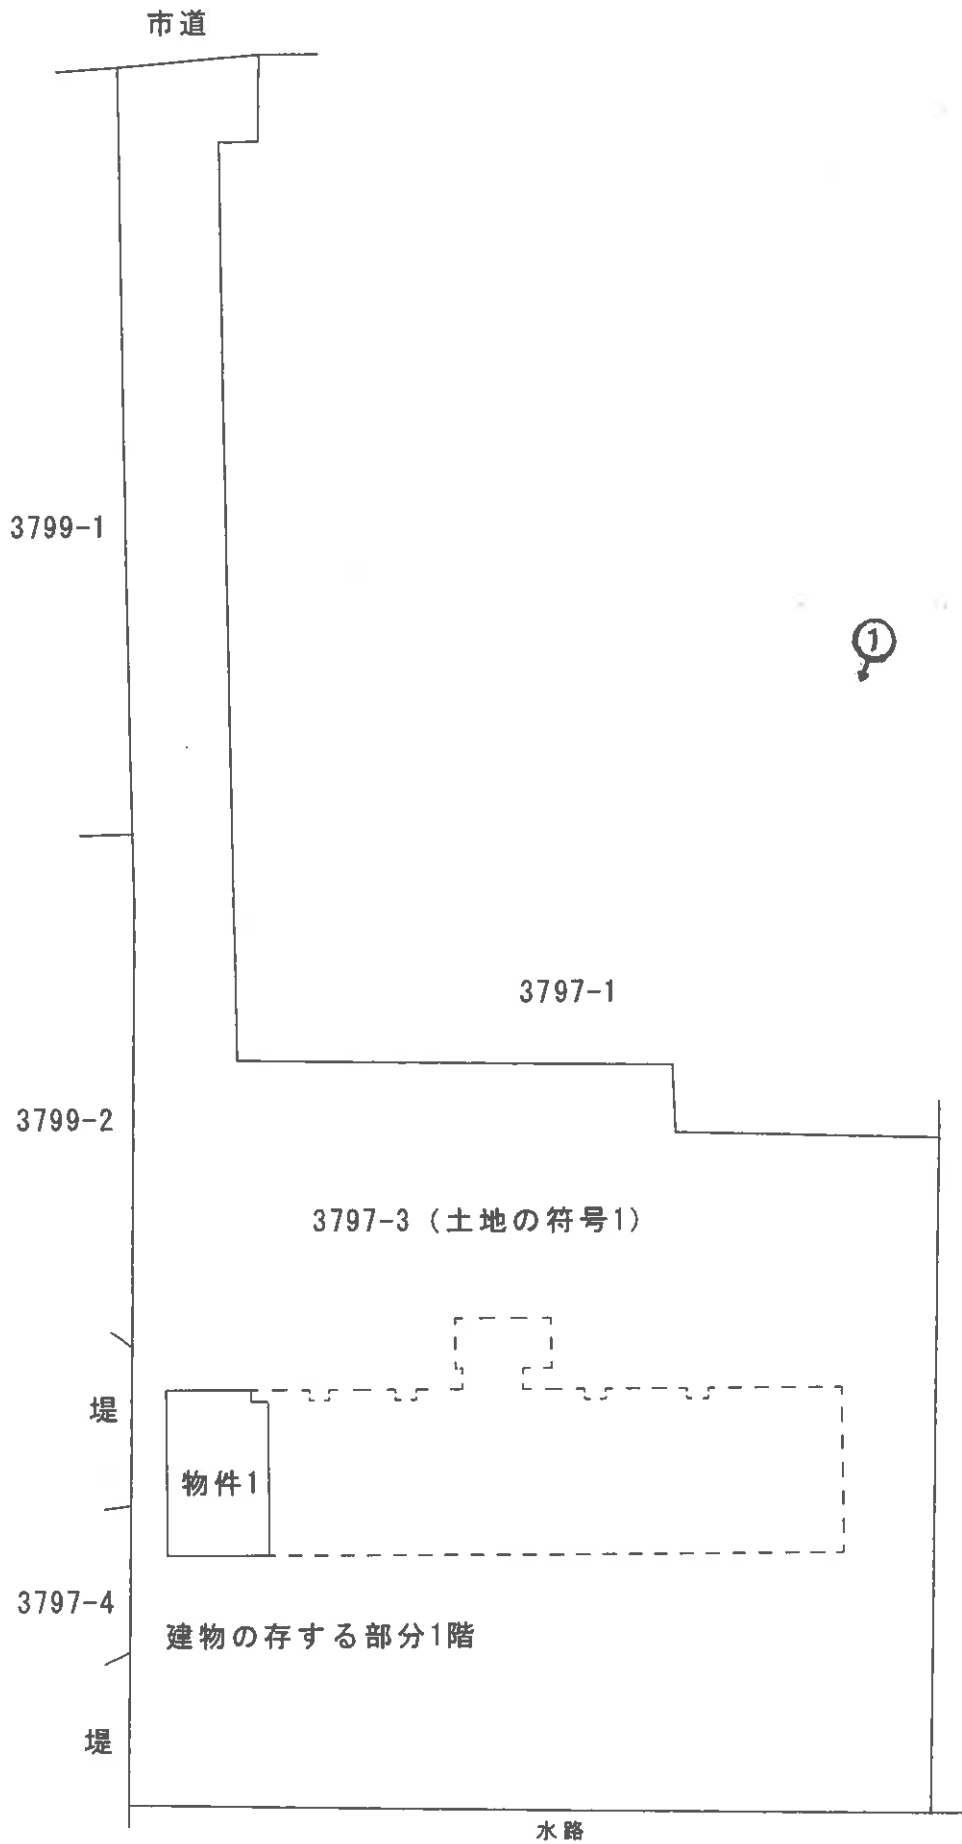 市道
3799-1
①
3797-1
3799-2
3797-3 (土地の符号1)
堤
物件1
3797-4
建物の存する部分1階
堤
水路